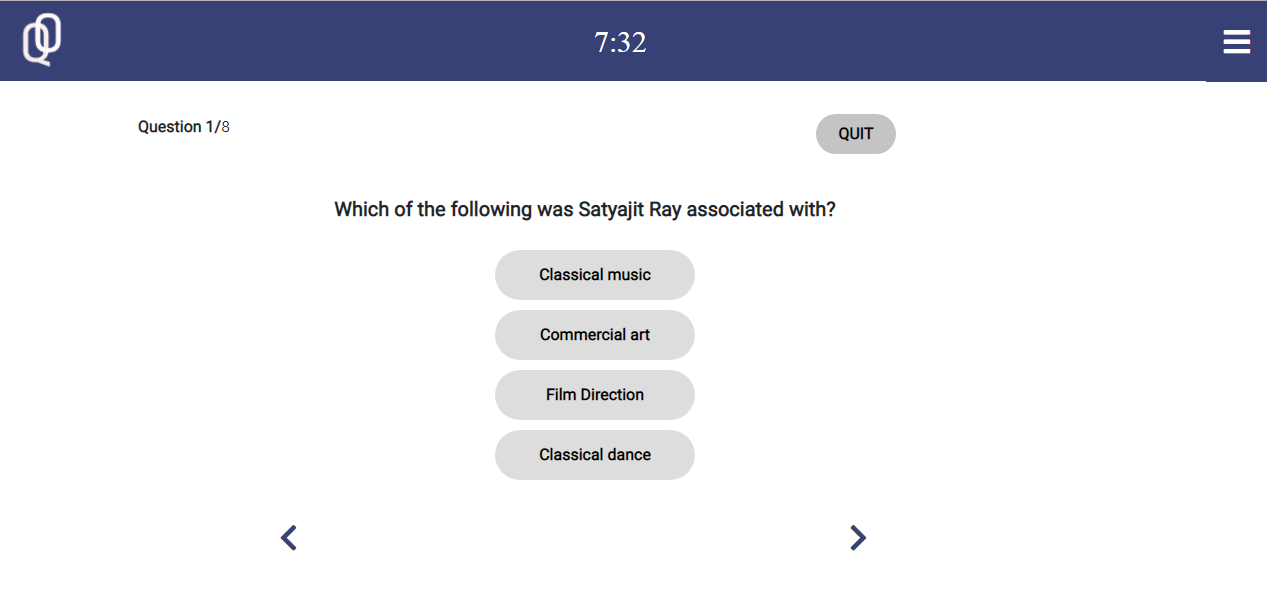 7:32
Question 1/8
QUIT
Which of the following was Satyajit Ray associated with?
Classical music
Commercial art
Film Direction
Classical dance